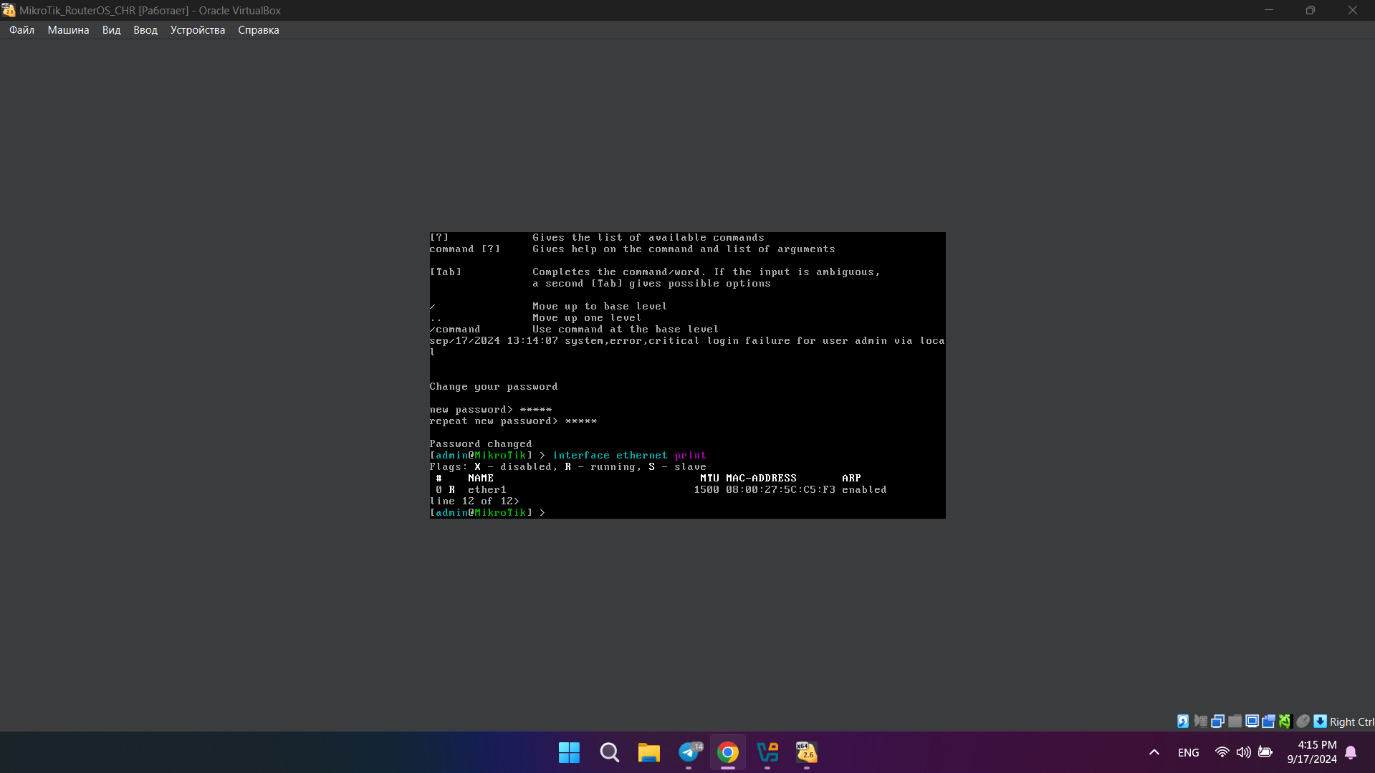 MikroTik_RouterOS_CHR [Работает] - Oracle VirtualBox
Файл Машина Вид Ввод Устройства Справка
[?] Gives the list of available commands
command [?] Gives help on the command and list of arguments
[Tab] Completes the command/word. If the input is ambiguous,
a second [Tab] gives possible options
/ Move up to base level
.. Move up one level
/command Use command at the base level
sep/17/2024 13:14:07 system,error,critical login failure for user admin via loca
l
Change your password
new password> *****
repeat new password> *****
Password changed
[admin@MikroTik] > interface ethernet print
Flags: X - disabled, R - running, S - slave
# NAME MTU MAC-ADDRESS ARP
0 R ether1 1500 08:00:27:5C:C5:F3 enabled
line 12 of 12>
[admin@MikroTik] >
Right Ctrl
14
2.6
ENG
4:15 PM
9/17/2024